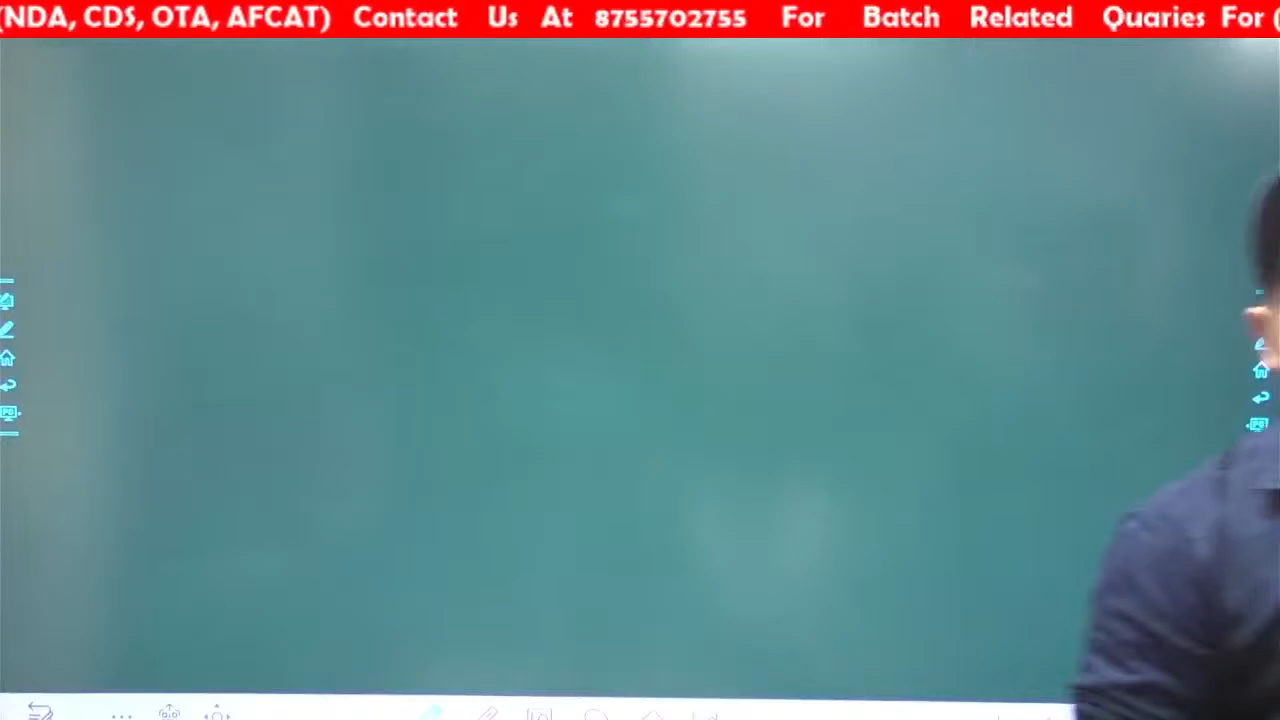 (NDA, CDS, OTA, AFCAT) Contact Us At 8755702755 For Batch Related Quaries For (